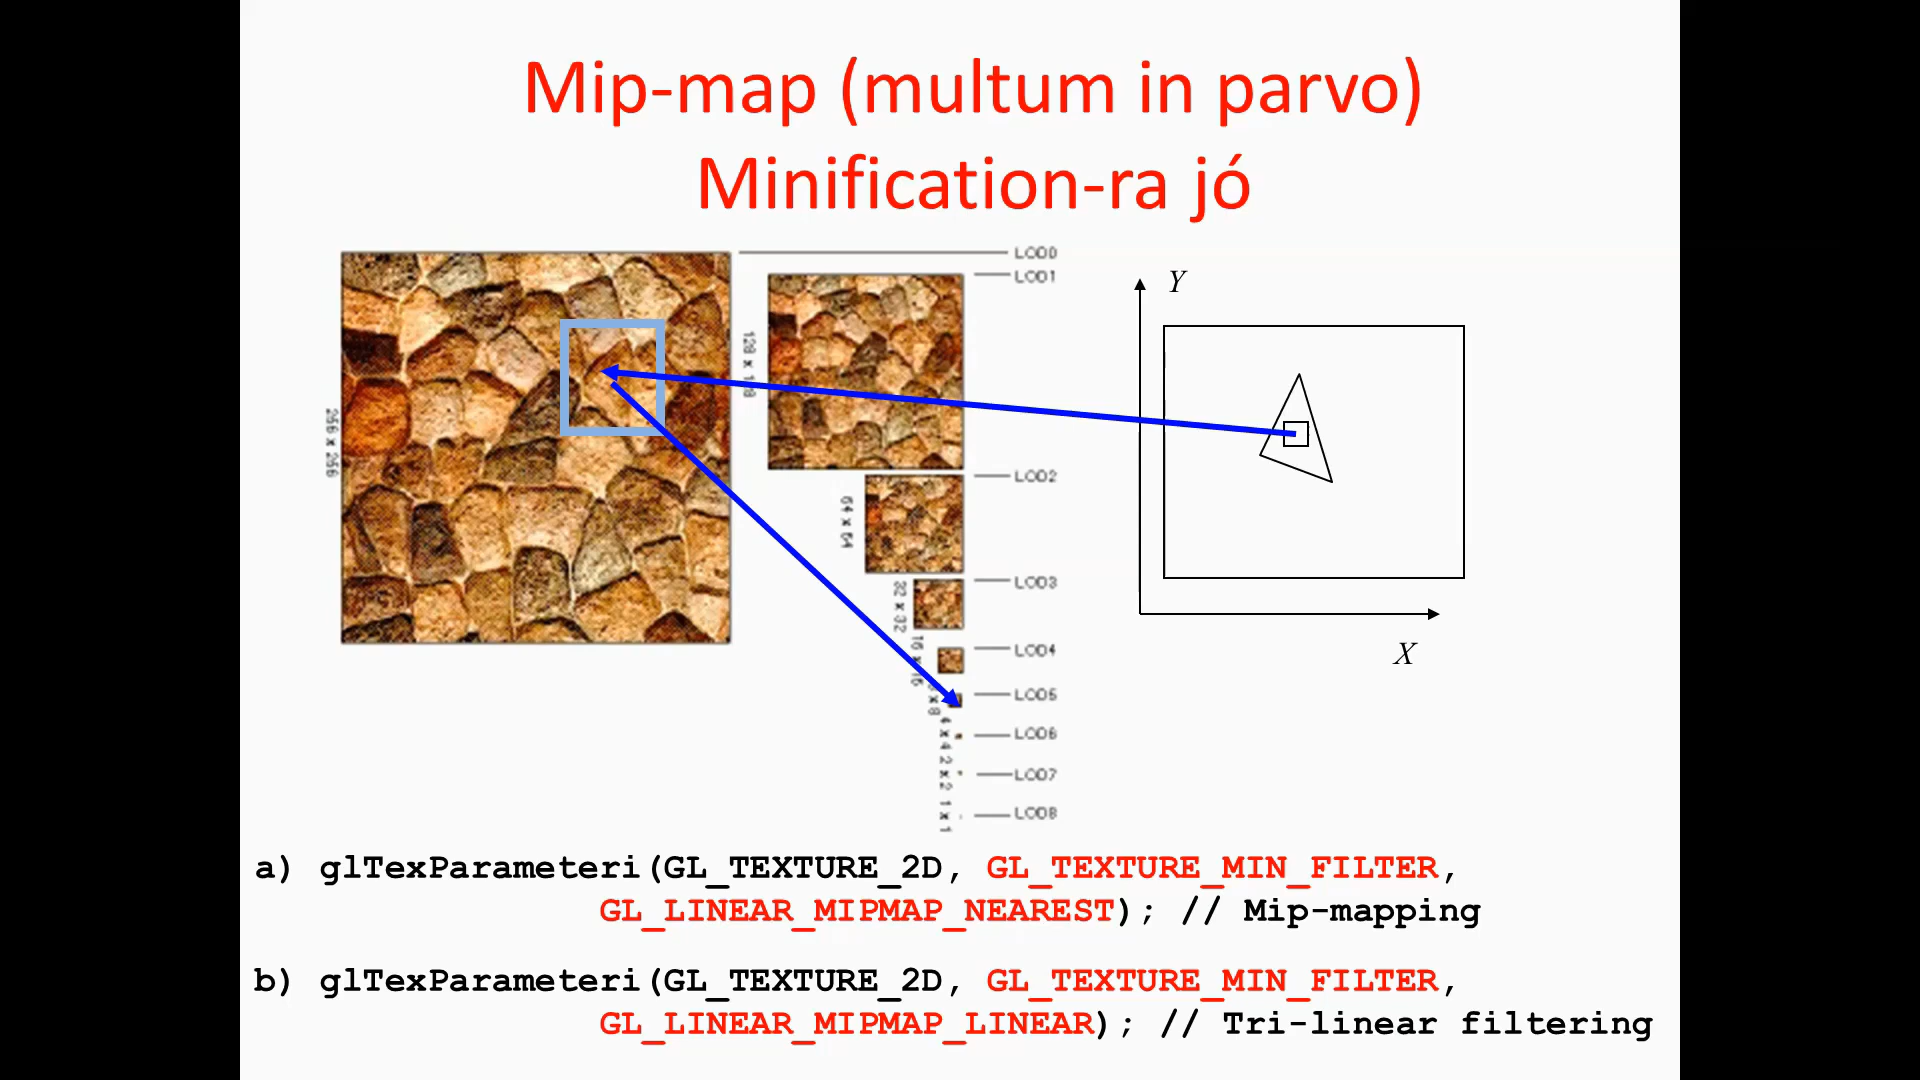 Mip-map (multum in parvo)
Minification-ra jó
LOD0
LOD1
128 x 128
256 x 256
LOD2
64 x 64
LOD3
32 x 32
LOD4
16 x 16
LOD5
8 x 8
LOD6
4 x 4
LOD7
2 x 2
LOD8
1 x 1
Y
X
a) glTexParameteri(GL_TEXTURE_2D, GL_TEXTURE_MIN_FILTER,
GL_LINEAR_MIPMAP_NEAREST); // Mip-mapping
b) glTexParameteri(GL_TEXTURE_2D, GL_TEXTURE_MIN_FILTER,
GL_LINEAR_MIPMAP_LINEAR); // Tri-linear filtering